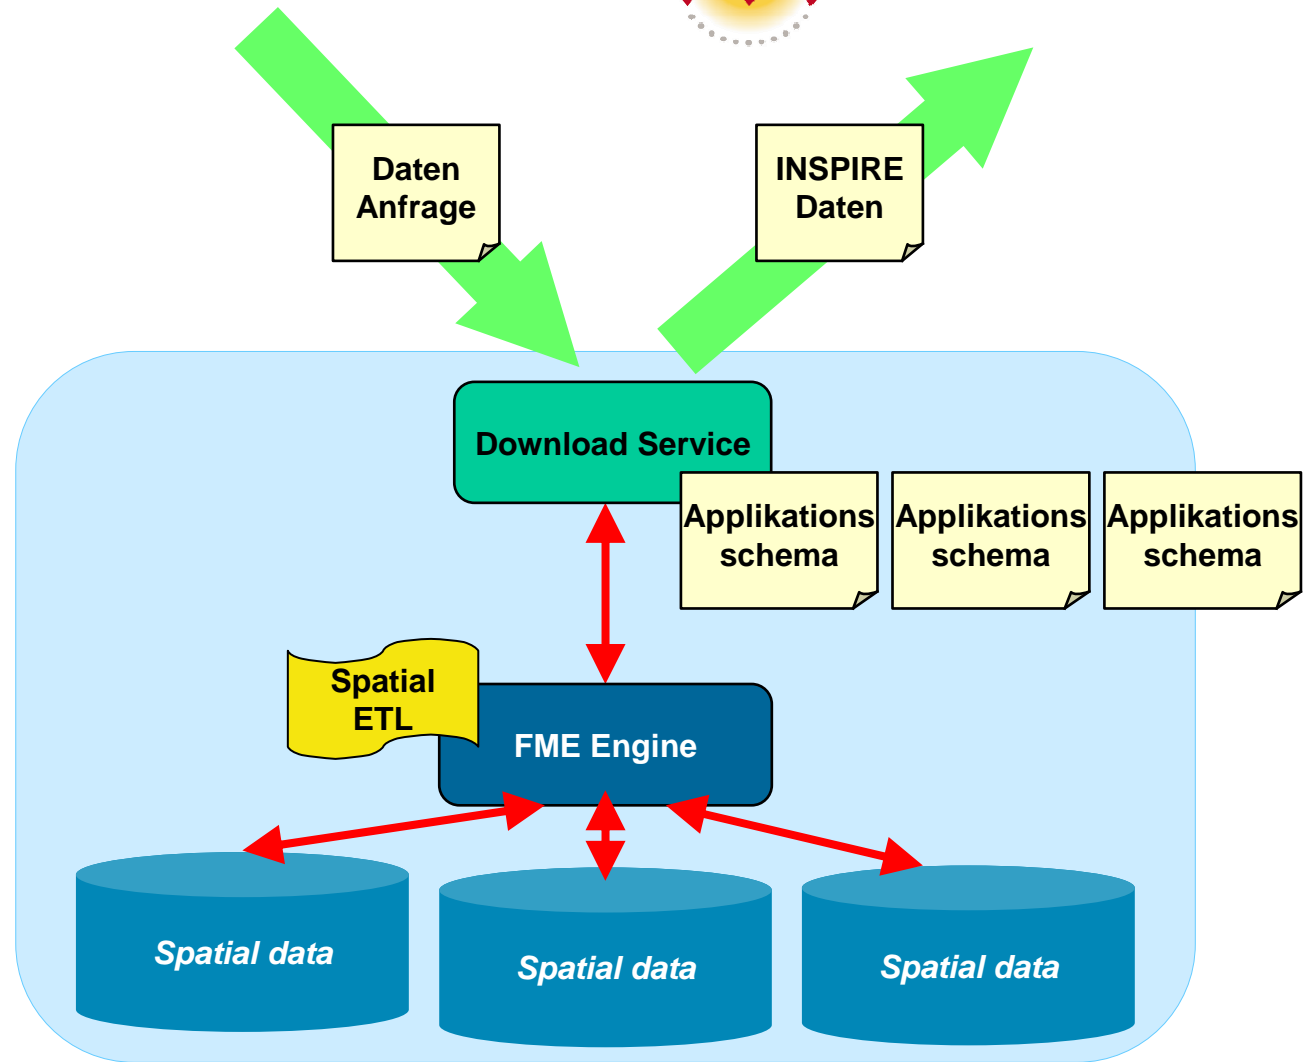 Daten
Anfrage
INSPIRE
Daten
Download Service
Applikations
schema
Applikations
schema
Applikations
schema
Spatial
ETL
FME Engine
Spatial data
Spatial data
Spatial data